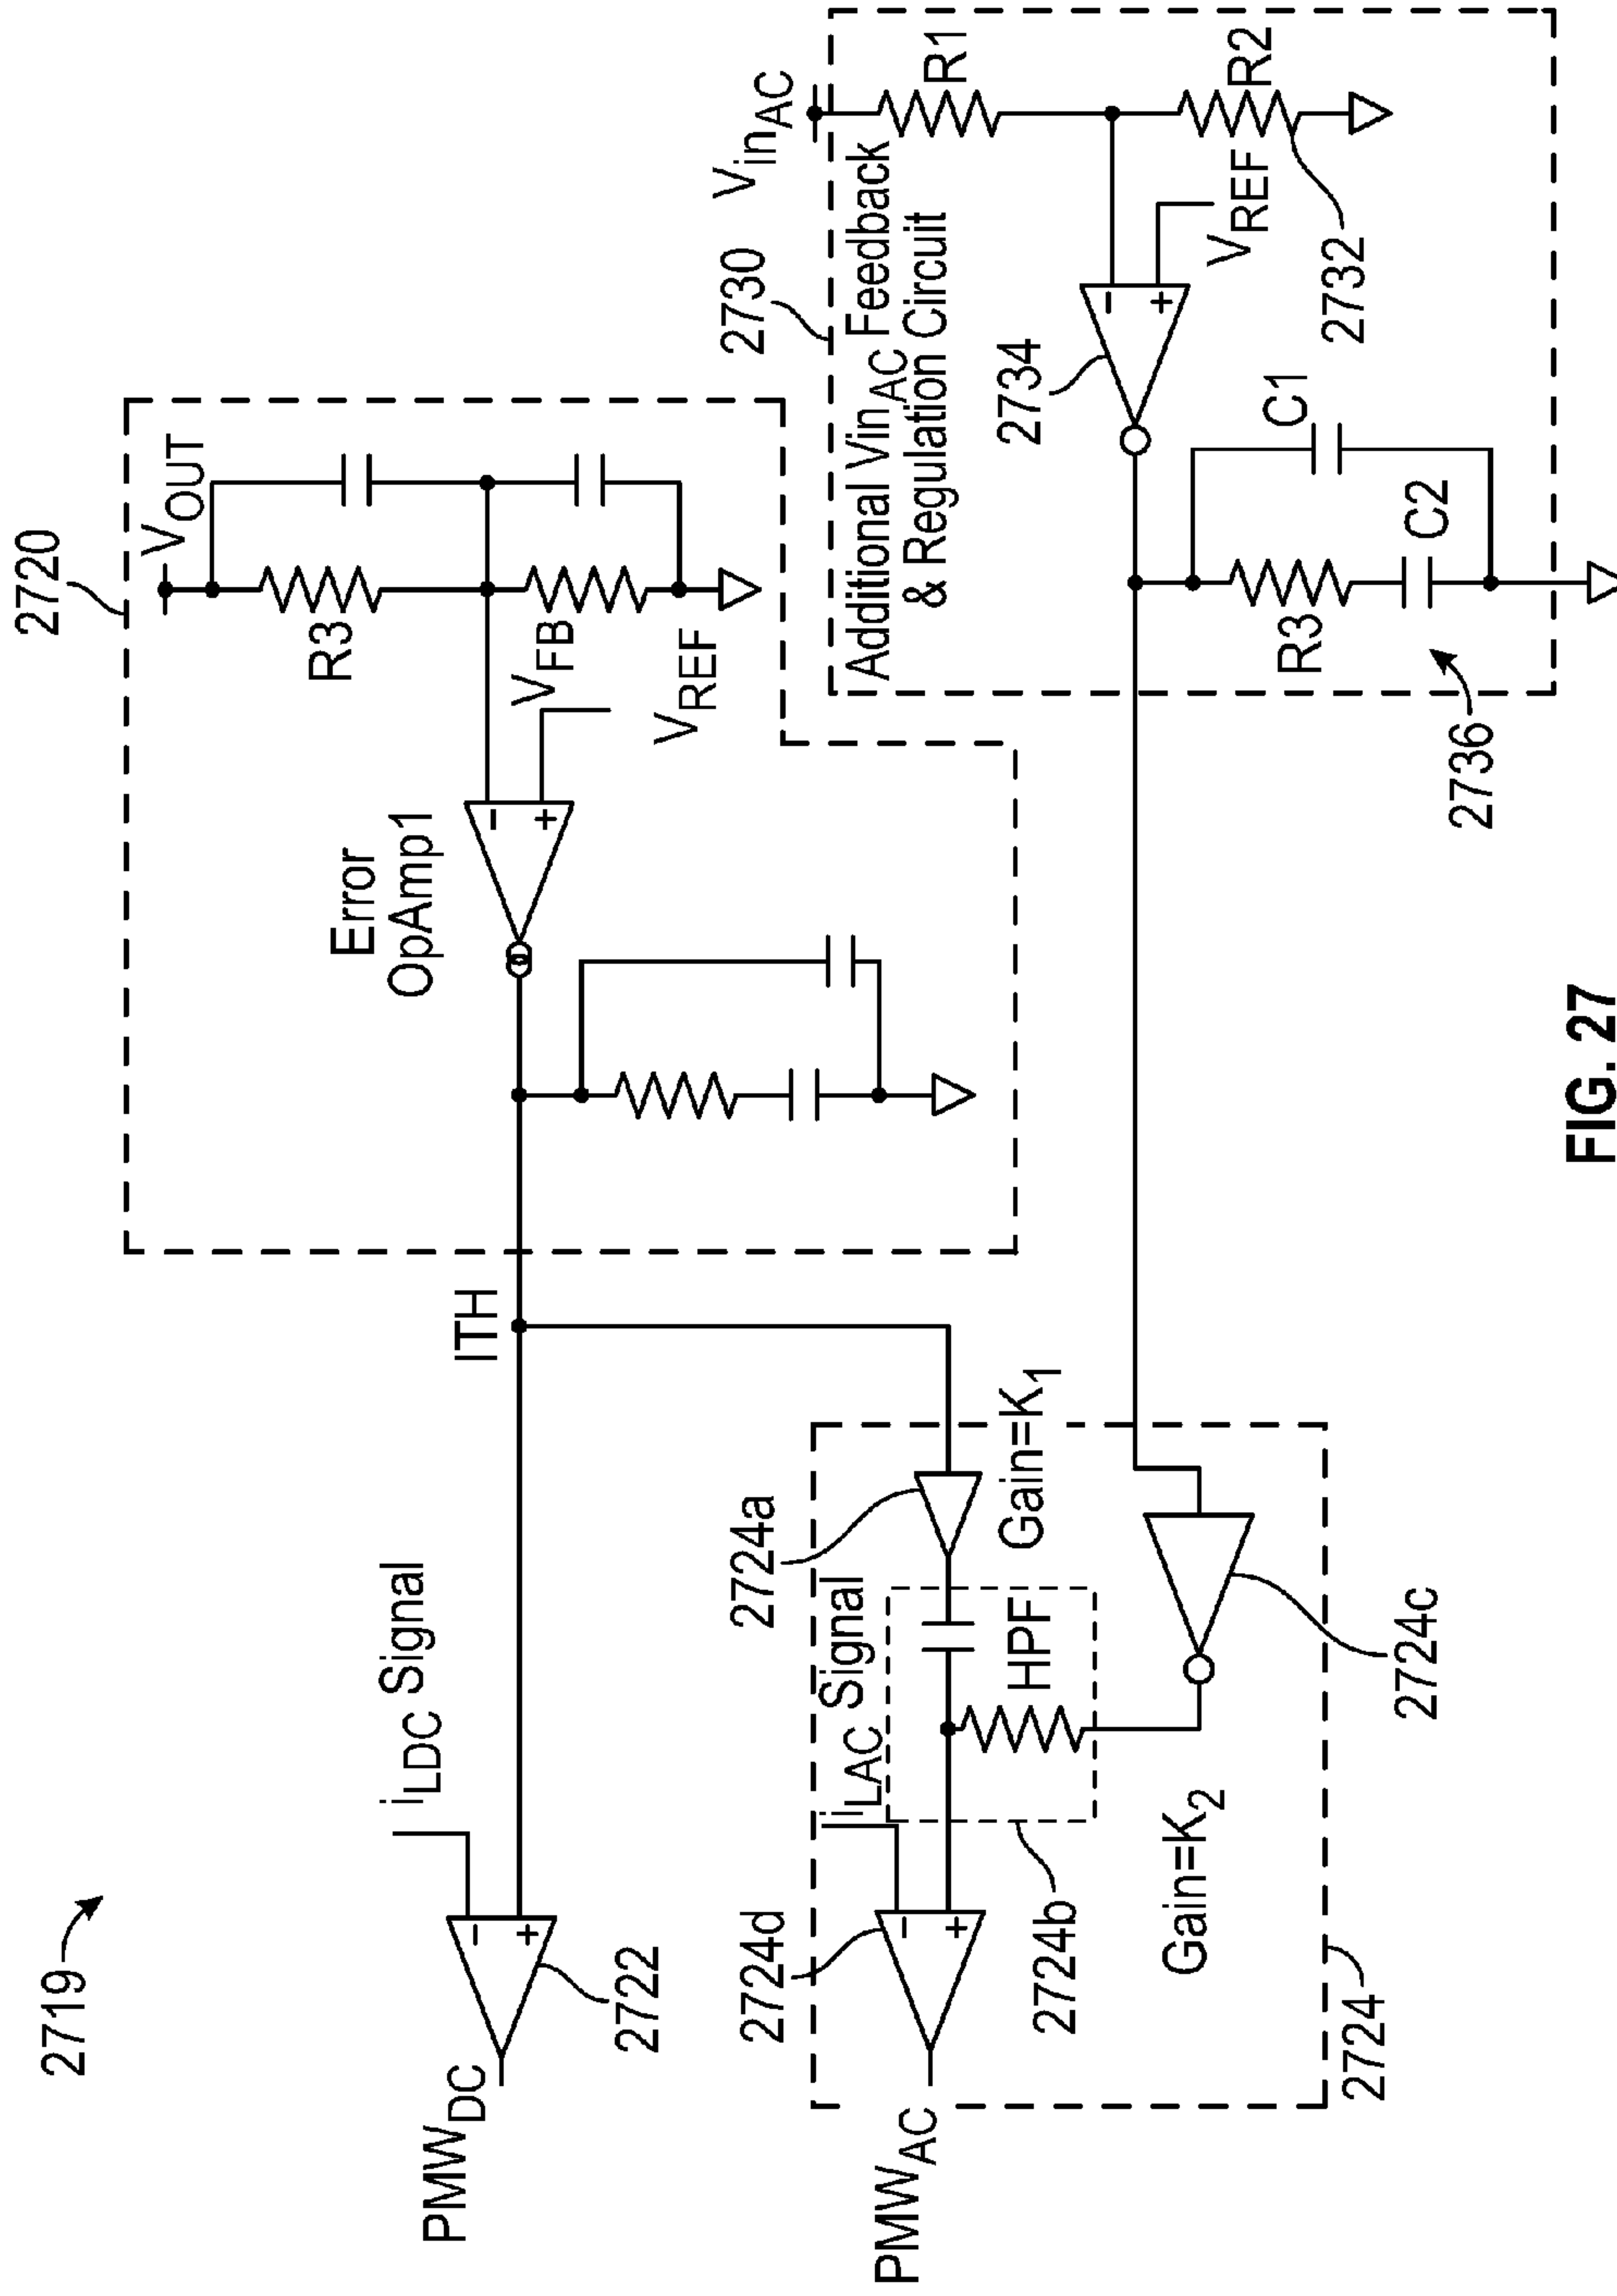 2719
2720
V_OUT
R3
V_FB
V_REF
Error
OpAmp1
-
+
ITH
i_LDC Signal
-
+
2722
PMW_DC
2730
Vin_AC
Additional Vin_AC Feedback
& Regulation Circuit
R1
R2
2732
V_REF
-
+
2734
C1
R3
C2
2736
2724a
Gain=K_1
i_LAC Signal
HPF
2724b
2724c
Gain=K_2
-
+
2724d
2724
PMW_AC
FIG. 27